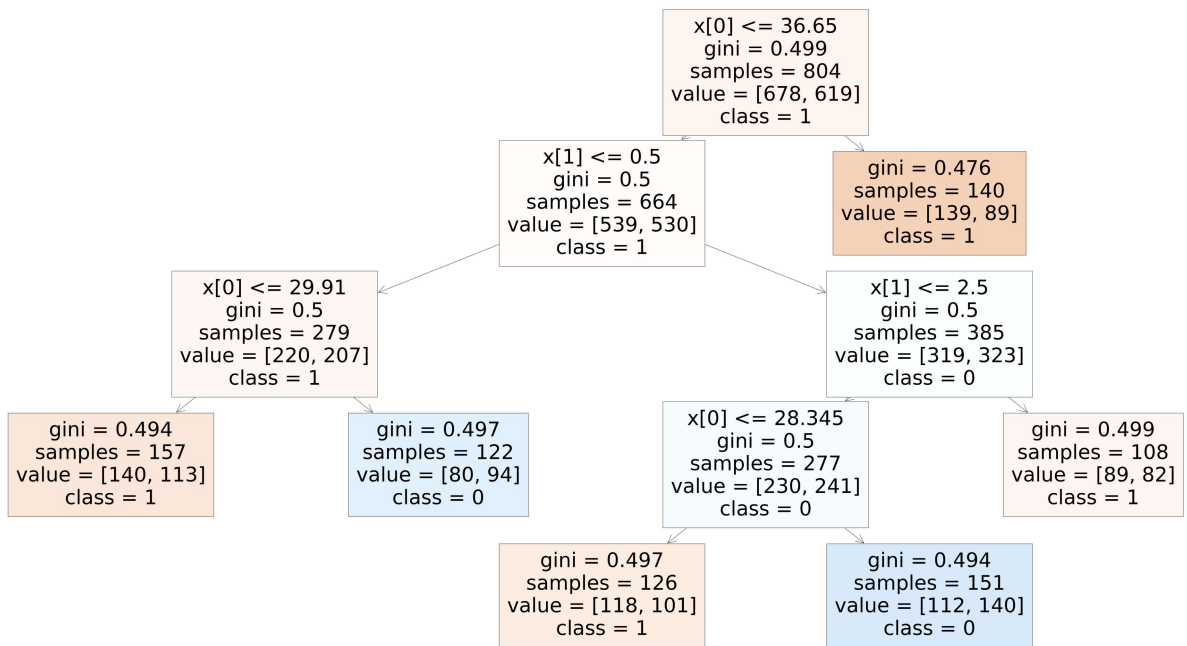 x[0] <= 36.65
gini = 0.499
samples = 804
value = [678, 619]
class = 1
x[1] <= 0.5
gini = 0.5
samples = 664
value = [539, 530]
class = 1
gini = 0.476
samples = 140
value = [139, 89]
class = 1
x[0] <= 29.91
gini = 0.5
samples = 279
value = [220, 207]
class = 1
x[1] <= 2.5
gini = 0.5
samples = 385
value = [319, 323]
class = 0
gini = 0.494
samples = 157
value = [140, 113]
class = 1
gini = 0.497
samples = 122
value = [80, 94]
class = 0
x[0] <= 28.345
gini = 0.5
samples = 277
value = [230, 241]
class = 0
gini = 0.499
samples = 108
value = [89, 82]
class = 1
gini = 0.497
samples = 126
value = [118, 101]
class = 1
gini = 0.494
samples = 151
value = [112, 140]
class = 0